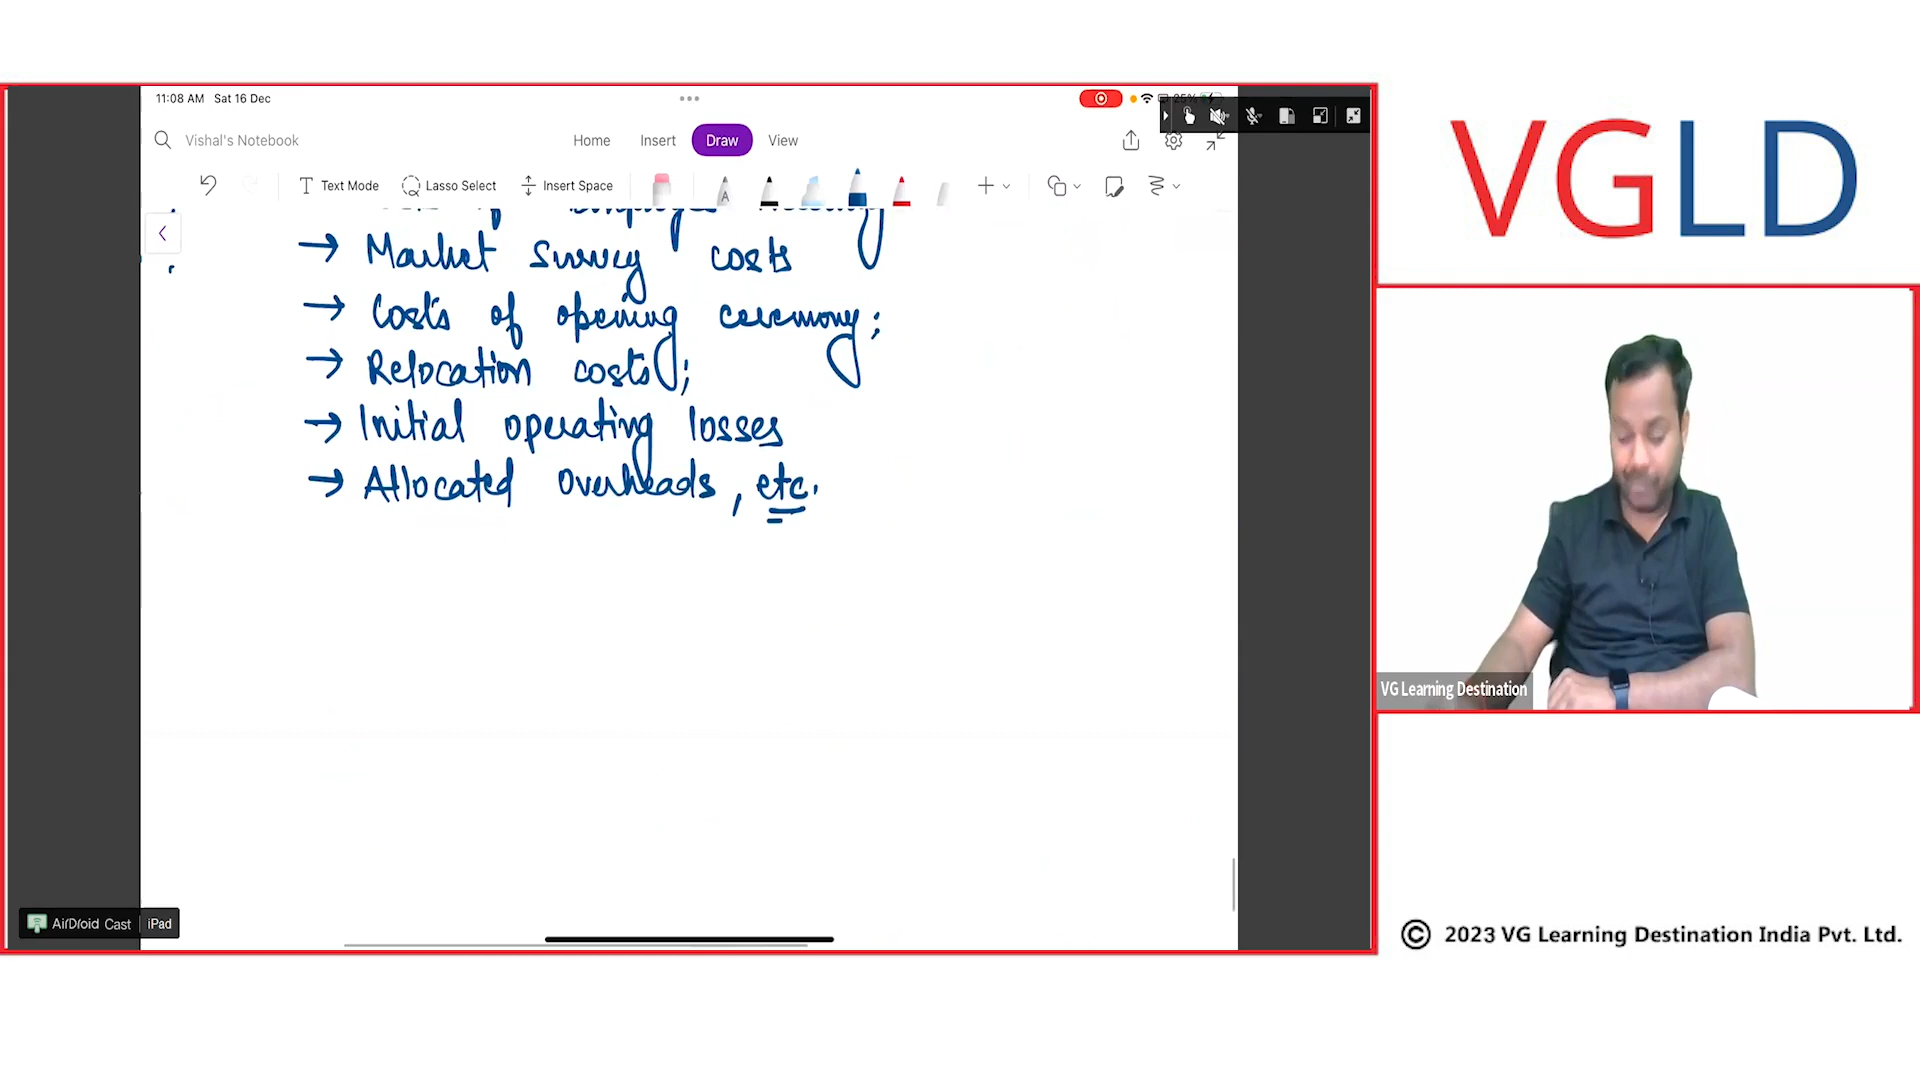 11:08 AM Sat 16 Dec
25%
VGLD
Vishal's Notebook
Home Insert Draw View
Text Mode Lasso Select Insert Space
→ Market Survey costs
→ Costs of opening ceremony;
→ Relocation costs;
→ Initial operating losses
→ Allocated overheads, etc.
VG Learning Destination
AirDroid Cast iPad
© 2023 VG Learning Destination India Pvt. Ltd.